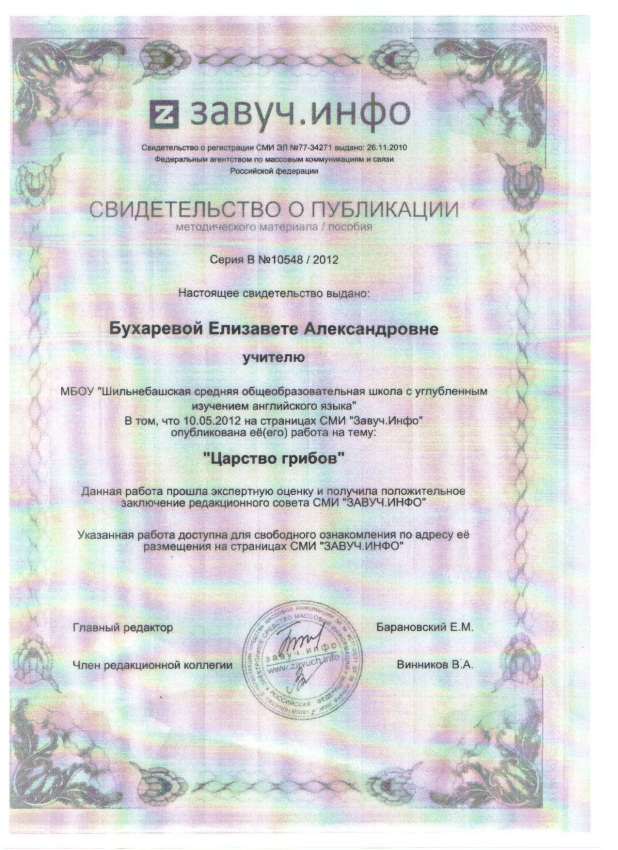 завуч.инфо
Свидетельство о регистрации СМИ ЭЛ №77-34271 выдано: 26.11.2010
Федеральным агентством по массовым коммуникациям и связи
Российской федерации
СВИДЕТЕЛЬСТВО О ПУБЛИКАЦИИ
методического материала / пособия
Серия В №10548 / 2012
Настоящее свидетельство выдано:
Бухаревой Елизавете Александровне
учителю
МБОУ "Шильнебашская средняя общеобразовательная школа с углубленным
изучением английского языка"
В том, что 10.05.2012 на страницах СМИ "Завуч.Инфо"
опубликована её(его) работа на тему:
"Царство грибов"
Данная работа прошла экспертную оценку и получила положительное
заключение редакционного совета СМИ "ЗАВУЧ.ИНФО"
Указанная работа доступна для свободного ознакомления по адресу её
размещения на страницах СМИ "ЗАВУЧ.ИНФО"
Главный редактор
Барановский Е.М.
завуч.инфо
www.zavuch.info
Член редакционной коллегии
Винников В.А.